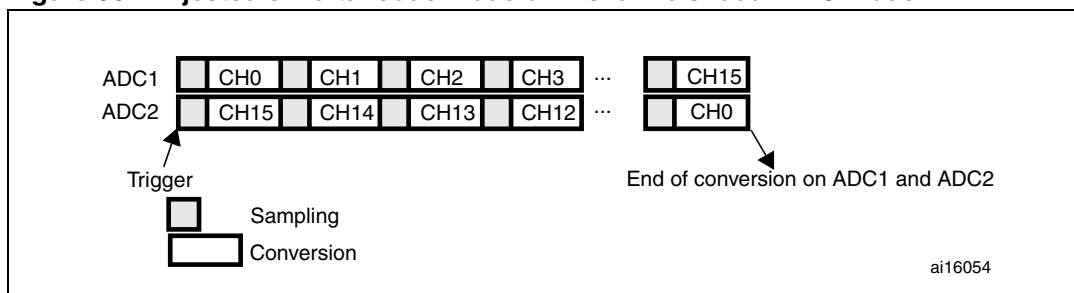 ADC1 CH0 CH1 CH2 CH3 ... CH15
ADC2 CH15 CH14 CH13 CH12 ... CH0
Trigger
End of conversion on ADC1 and ADC2
Sampling
Conversion
ai16054